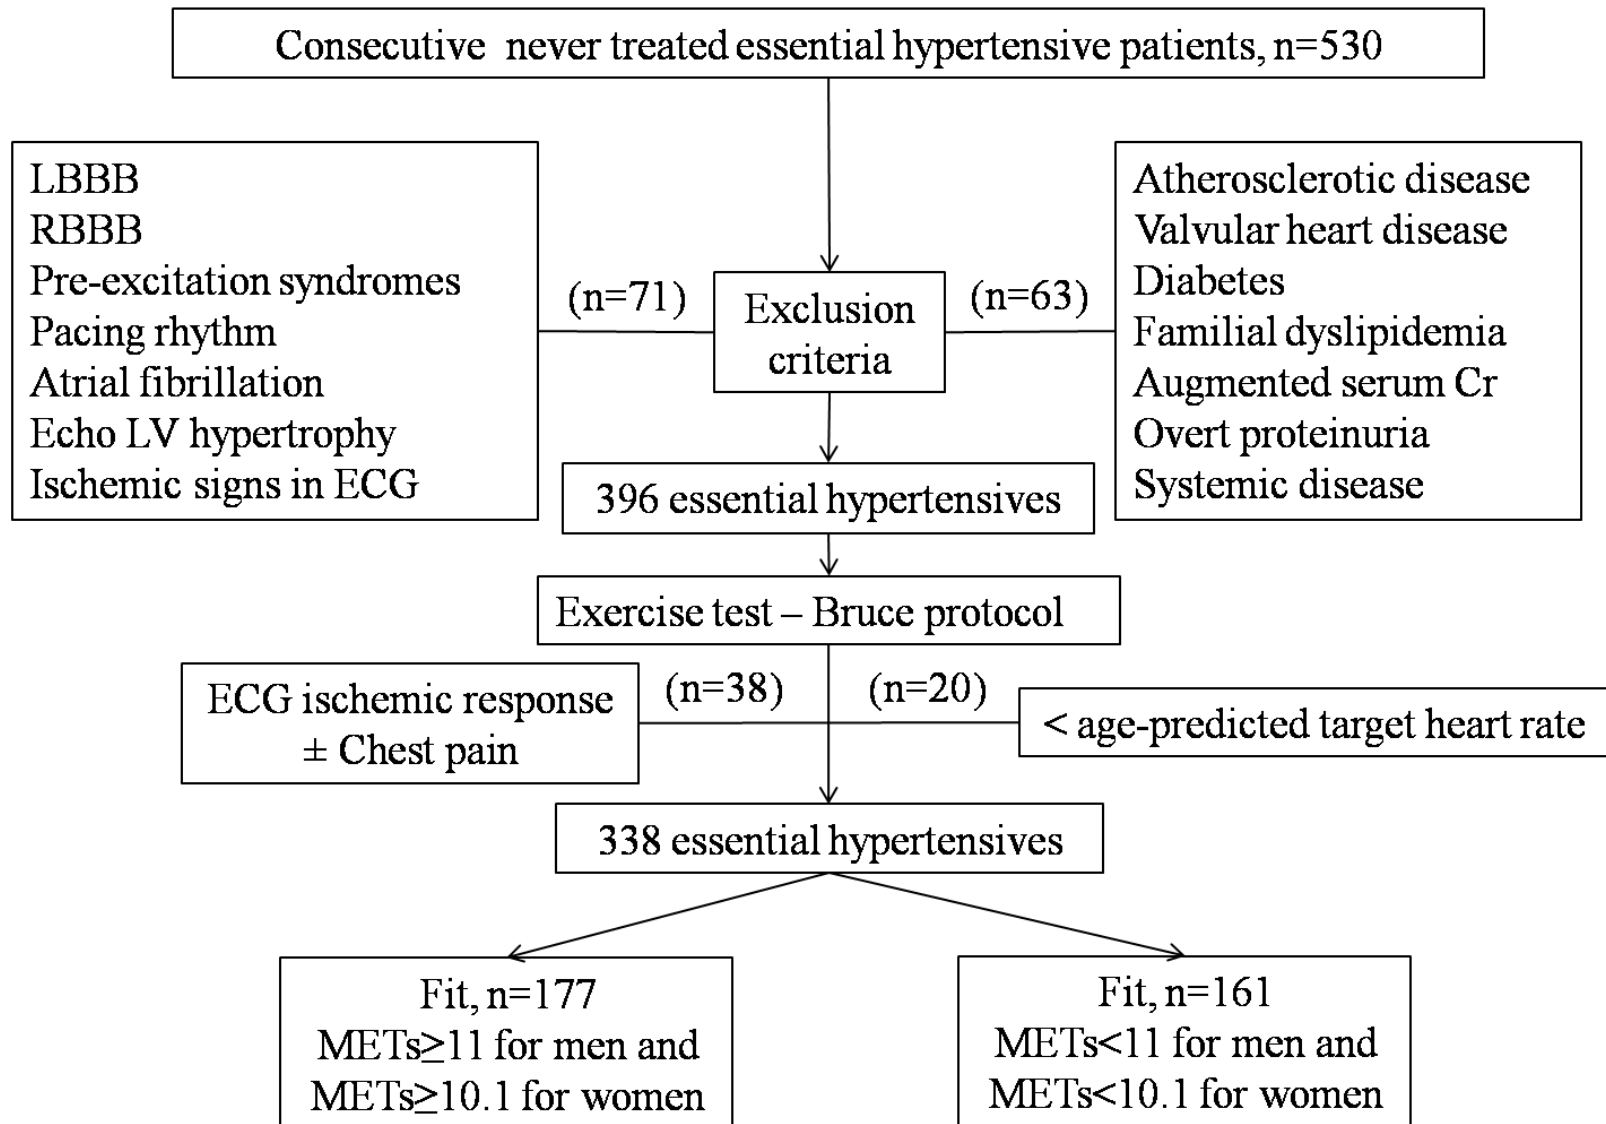 Consecutive never treated essential hypertensive patients, n=530
LBBB
RBBB
Pre-excitation syndromes
Pacing rhythm
Atrial fibrillation
Echo LV hypertrophy
Ischemic signs in ECG
(n=71)
Exclusion
criteria
(n=63)
Atherosclerotic disease
Valvular heart disease
Diabetes
Familial dyslipidemia
Augmented serum Cr
Overt proteinuria
Systemic disease
396 essential hypertensives
Exercise test – Bruce protocol
ECG ischemic response
± Chest pain
(n=38)
(n=20)
< age-predicted target heart rate
338 essential hypertensives
Fit, n=177
METs≥11 for men and
METs≥10.1 for women
Fit, n=161
METs<11 for men and
METs<10.1 for women